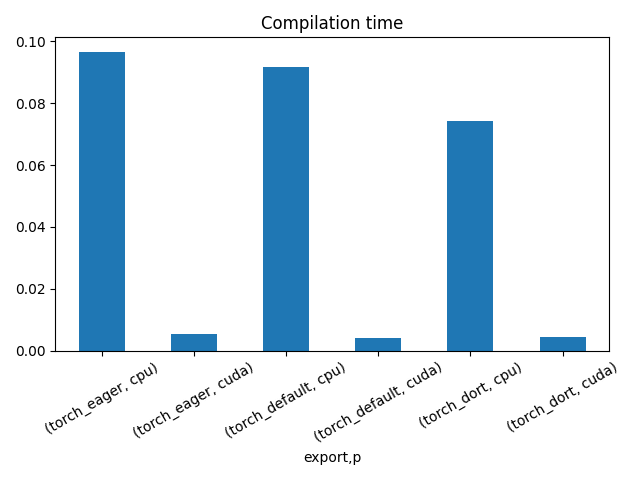 Compilation time
0.10
0.08
0.06
0.04
0.02
0.00
(torch_eager, cpu)
(torch_eager, cuda)
(torch_default, cpu)
(torch_default, cuda)
(torch_dort, cpu)
(torch_dort, cuda)
export,p